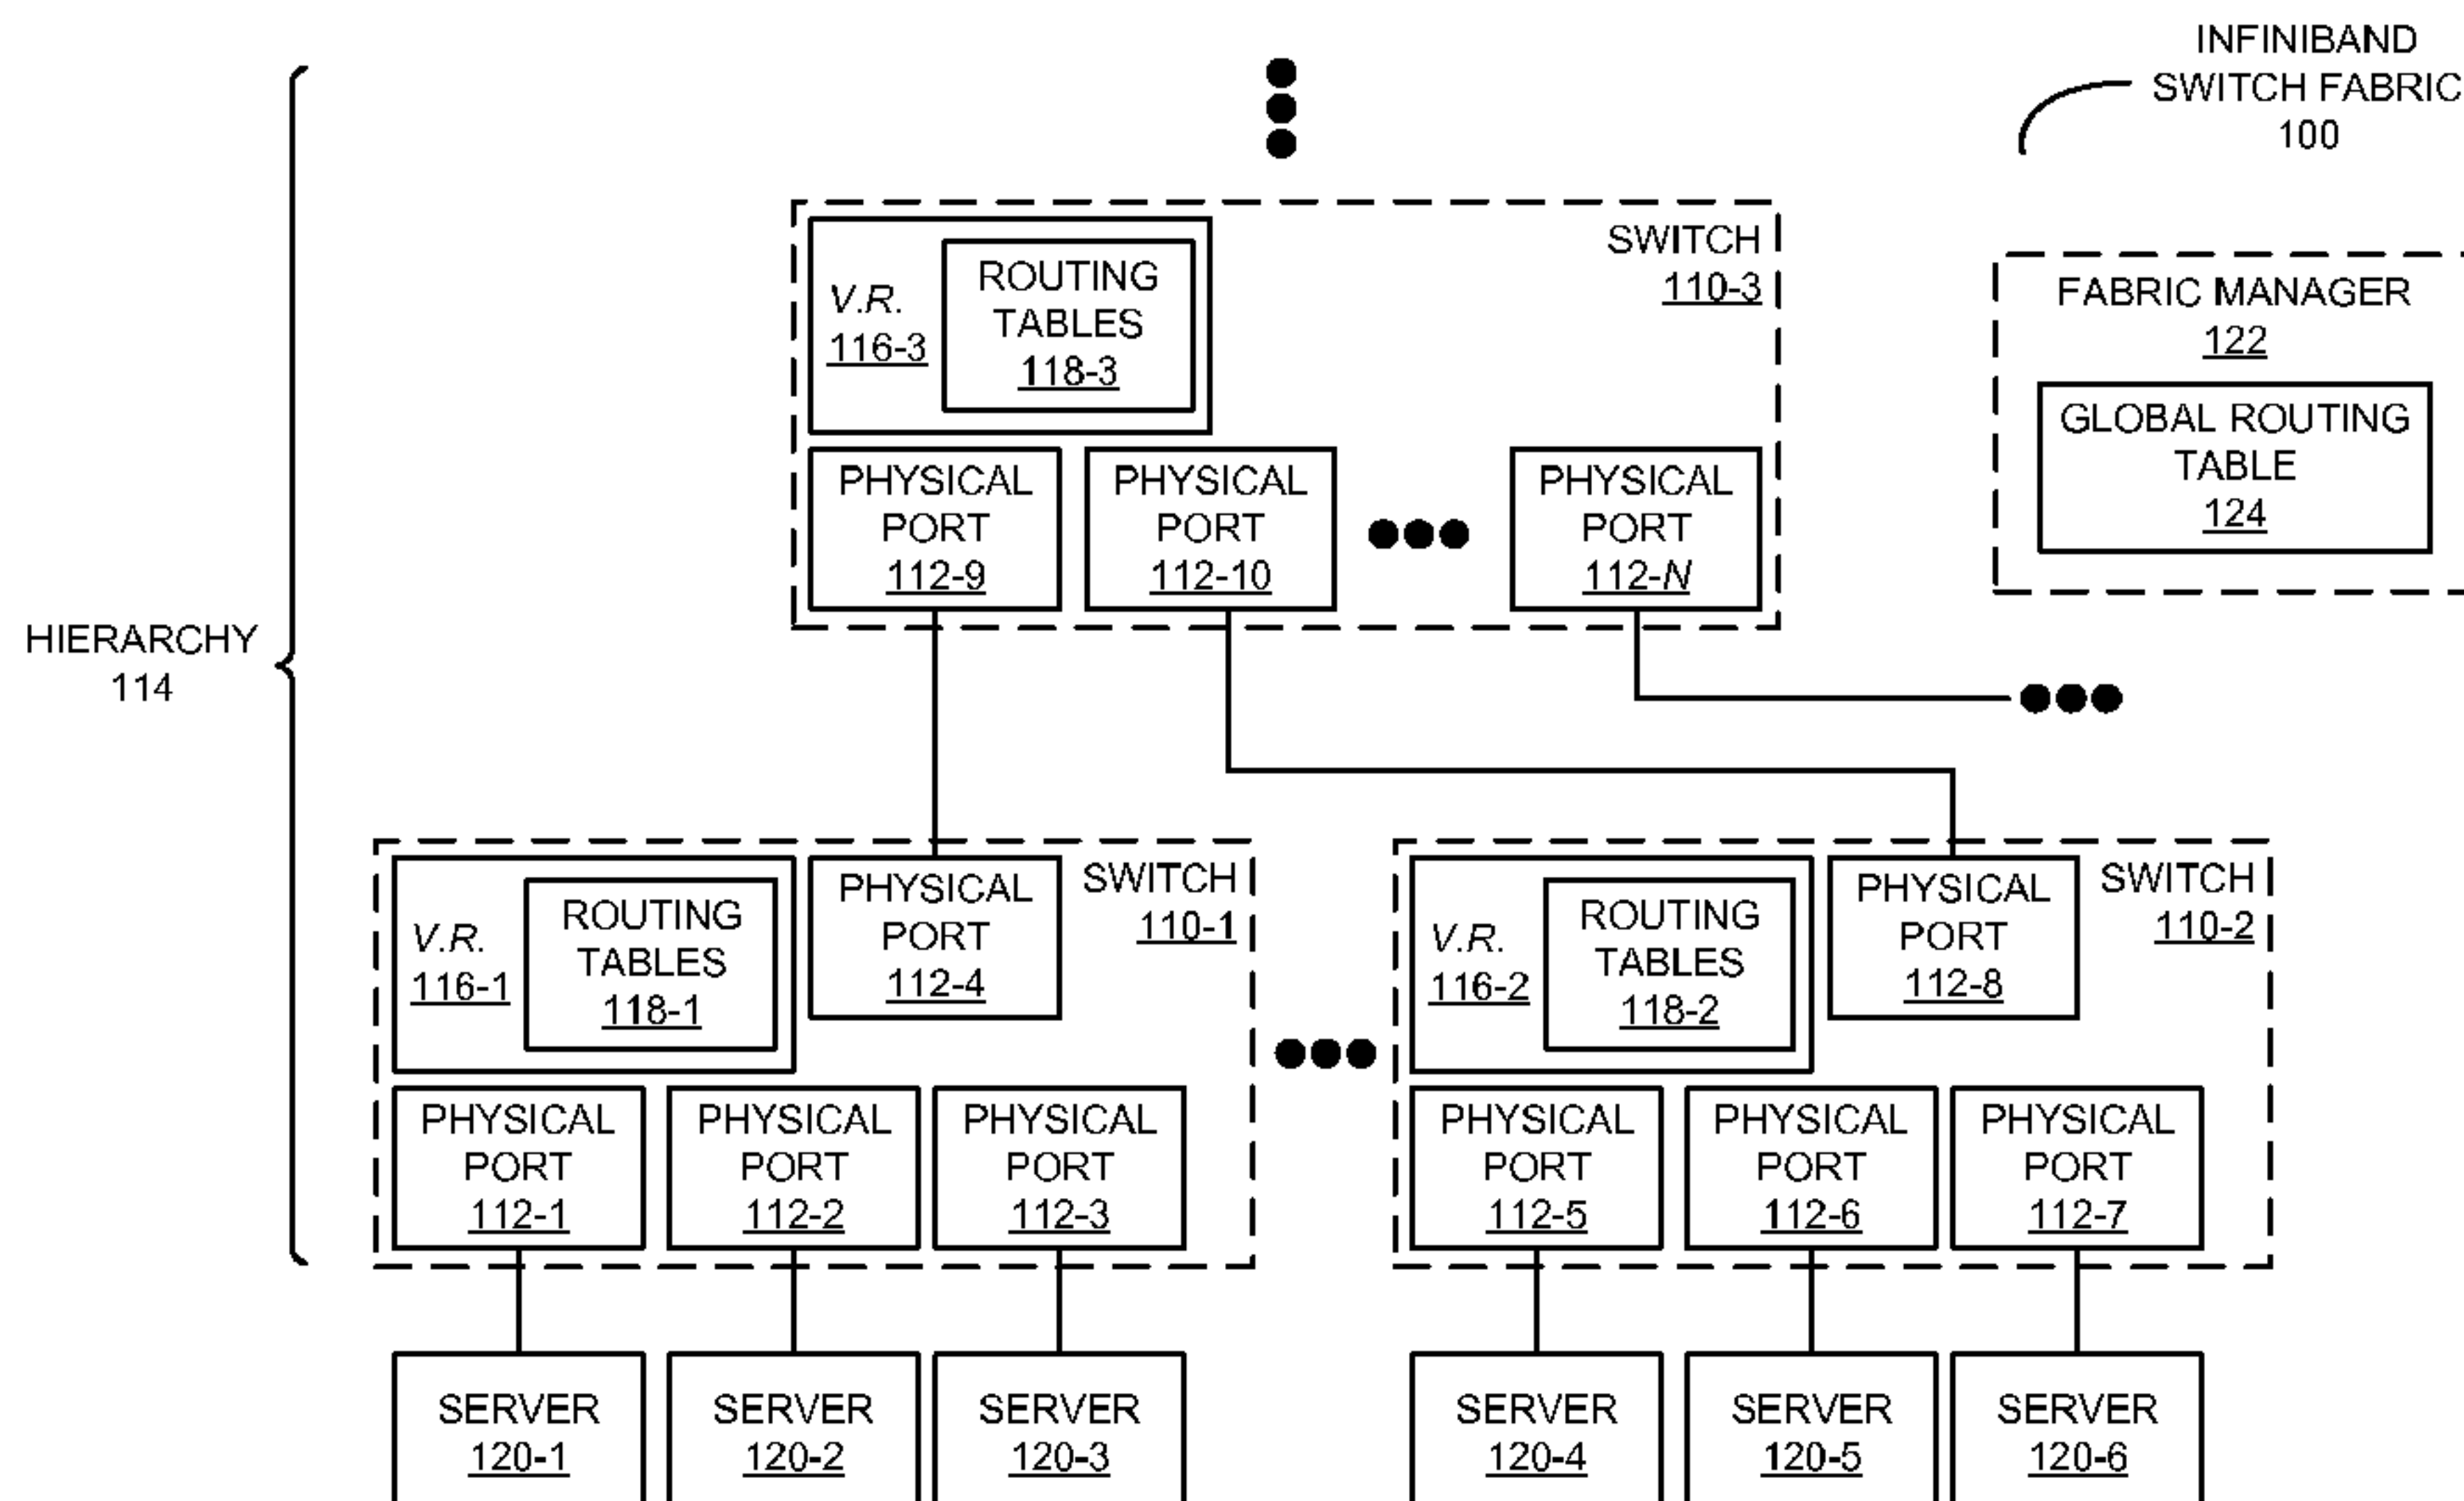 INFINIBAND
SWITCH FABRIC
100
SWITCH
110-3
V.R.
116-3
ROUTING
TABLES
118-3
FABRIC MANAGER
122
GLOBAL ROUTING
TABLE
124
PHYSICAL
PORT
112-9
PHYSICAL
PORT
112-10
PHYSICAL
PORT
112-N
HIERARCHY
114
V.R.
116-1
ROUTING
TABLES
118-1
PHYSICAL
PORT
112-4
SWITCH
110-1
V.R.
116-2
ROUTING
TABLES
118-2
PHYSICAL
PORT
112-8
SWITCH
110-2
PHYSICAL
PORT
112-1
PHYSICAL
PORT
112-2
PHYSICAL
PORT
112-3
PHYSICAL
PORT
112-5
PHYSICAL
PORT
112-6
PHYSICAL
PORT
112-7
SERVER
120-1
SERVER
120-2
SERVER
120-3
SERVER
120-4
SERVER
120-5
SERVER
120-6